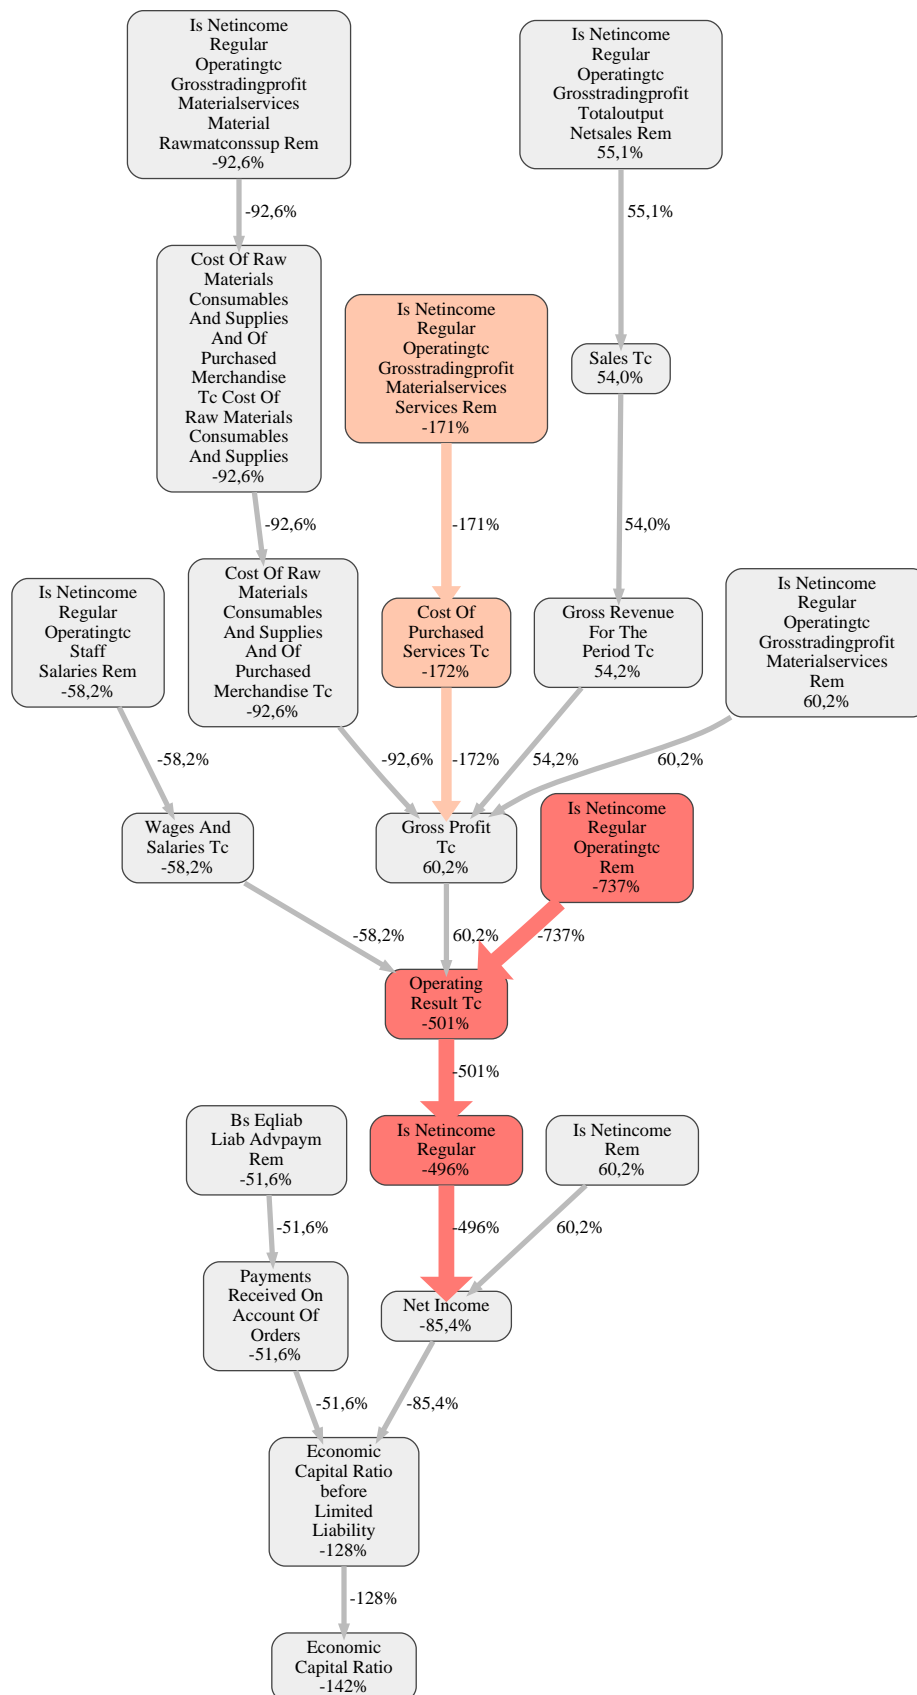 Is Netincome
Regular
Operatingtc
Grosstradingprofit
Materialservices
Material
Rawmatconssup Rem
-92,6%
Is Netincome
Regular
Operatingtc
Grosstradingprofit
Totaloutput
Netsales Rem
55,1%
-92,6%
55,1%
Cost Of Raw
Materials
Consumables
And Supplies
And Of
Purchased
Merchandise
Tc Cost Of
Raw Materials
Consumables
And Supplies
-92,6%
Is Netincome
Regular
Operatingtc
Grosstradingprofit
Materialservices
Services Rem
-171%
Sales Tc
54,0%
-92,6%
-171%
54,0%
Is Netincome
Regular
Operatingtc
Staff
Salaries Rem
-58,2%
Cost Of Raw
Materials
Consumables
And Supplies
And Of
Purchased
Merchandise Tc
-92,6%
Cost Of
Purchased
Services Tc
-172%
Gross Revenue
For The
Period Tc
54,2%
Is Netincome
Regular
Operatingtc
Grosstradingprofit
Materialservices
Rem
60,2%
-58,2%
-92,6%
-172%
54,2%
60,2%
Wages And
Salaries Tc
-58,2%
Gross Profit
Tc
60,2%
Is Netincome
Regular
Operatingtc
Rem
-737%
-58,2%
60,2%
-737%
Operating
Result Tc
-501%
-501%
Bs Eqliab
Liab Advpaym
Rem
-51,6%
Is Netincome
Regular
-496%
Is Netincome
Rem
60,2%
-51,6%
-496%
60,2%
Payments
Received On
Account Of
Orders
-51,6%
Net Income
-85,4%
-51,6%
-85,4%
Economic
Capital Ratio
before
Limited
Liability
-128%
-128%
Economic
Capital Ratio
-142%